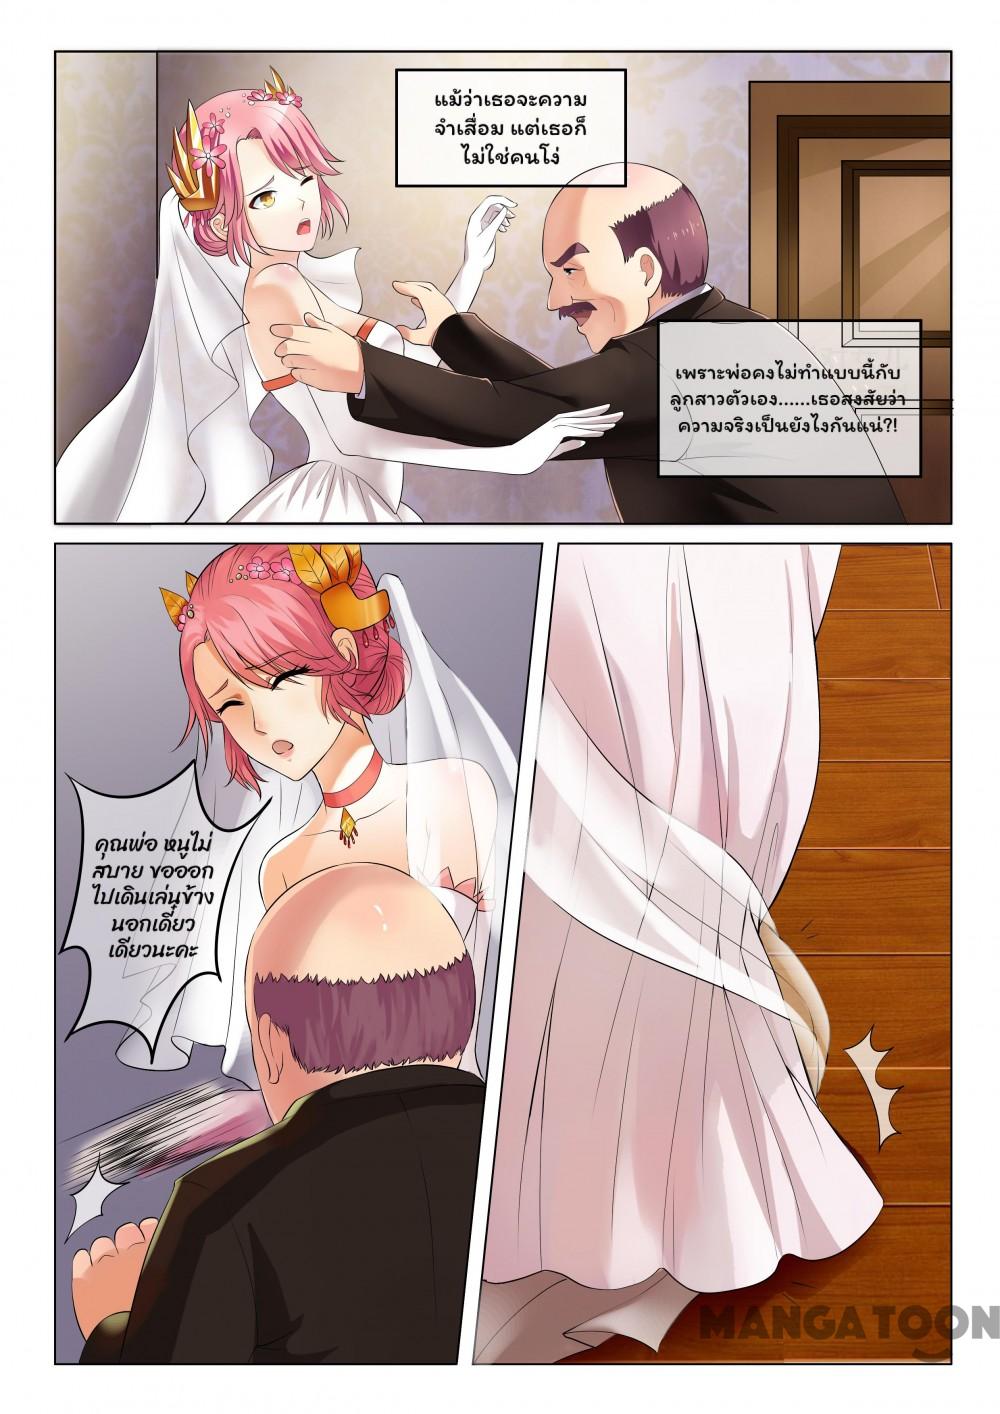 แม้ว่าเธอจะความ
จำเสื่อม แต่เธอก็
ไม่ใช่คนโง่
เพราะพ่อคงไม่ทำแบบนี้กับ
ลูกสาวตัวเอง......เธอสงสัยว่า
ความจริงเป็นยังไงกันแน่?!
คุณพ่อ หนูไม่
สบาย ขอออก
ไปเดินเล่นข้าง
นอกเดี๋ยว
เดียวนะคะ
MANGATOON